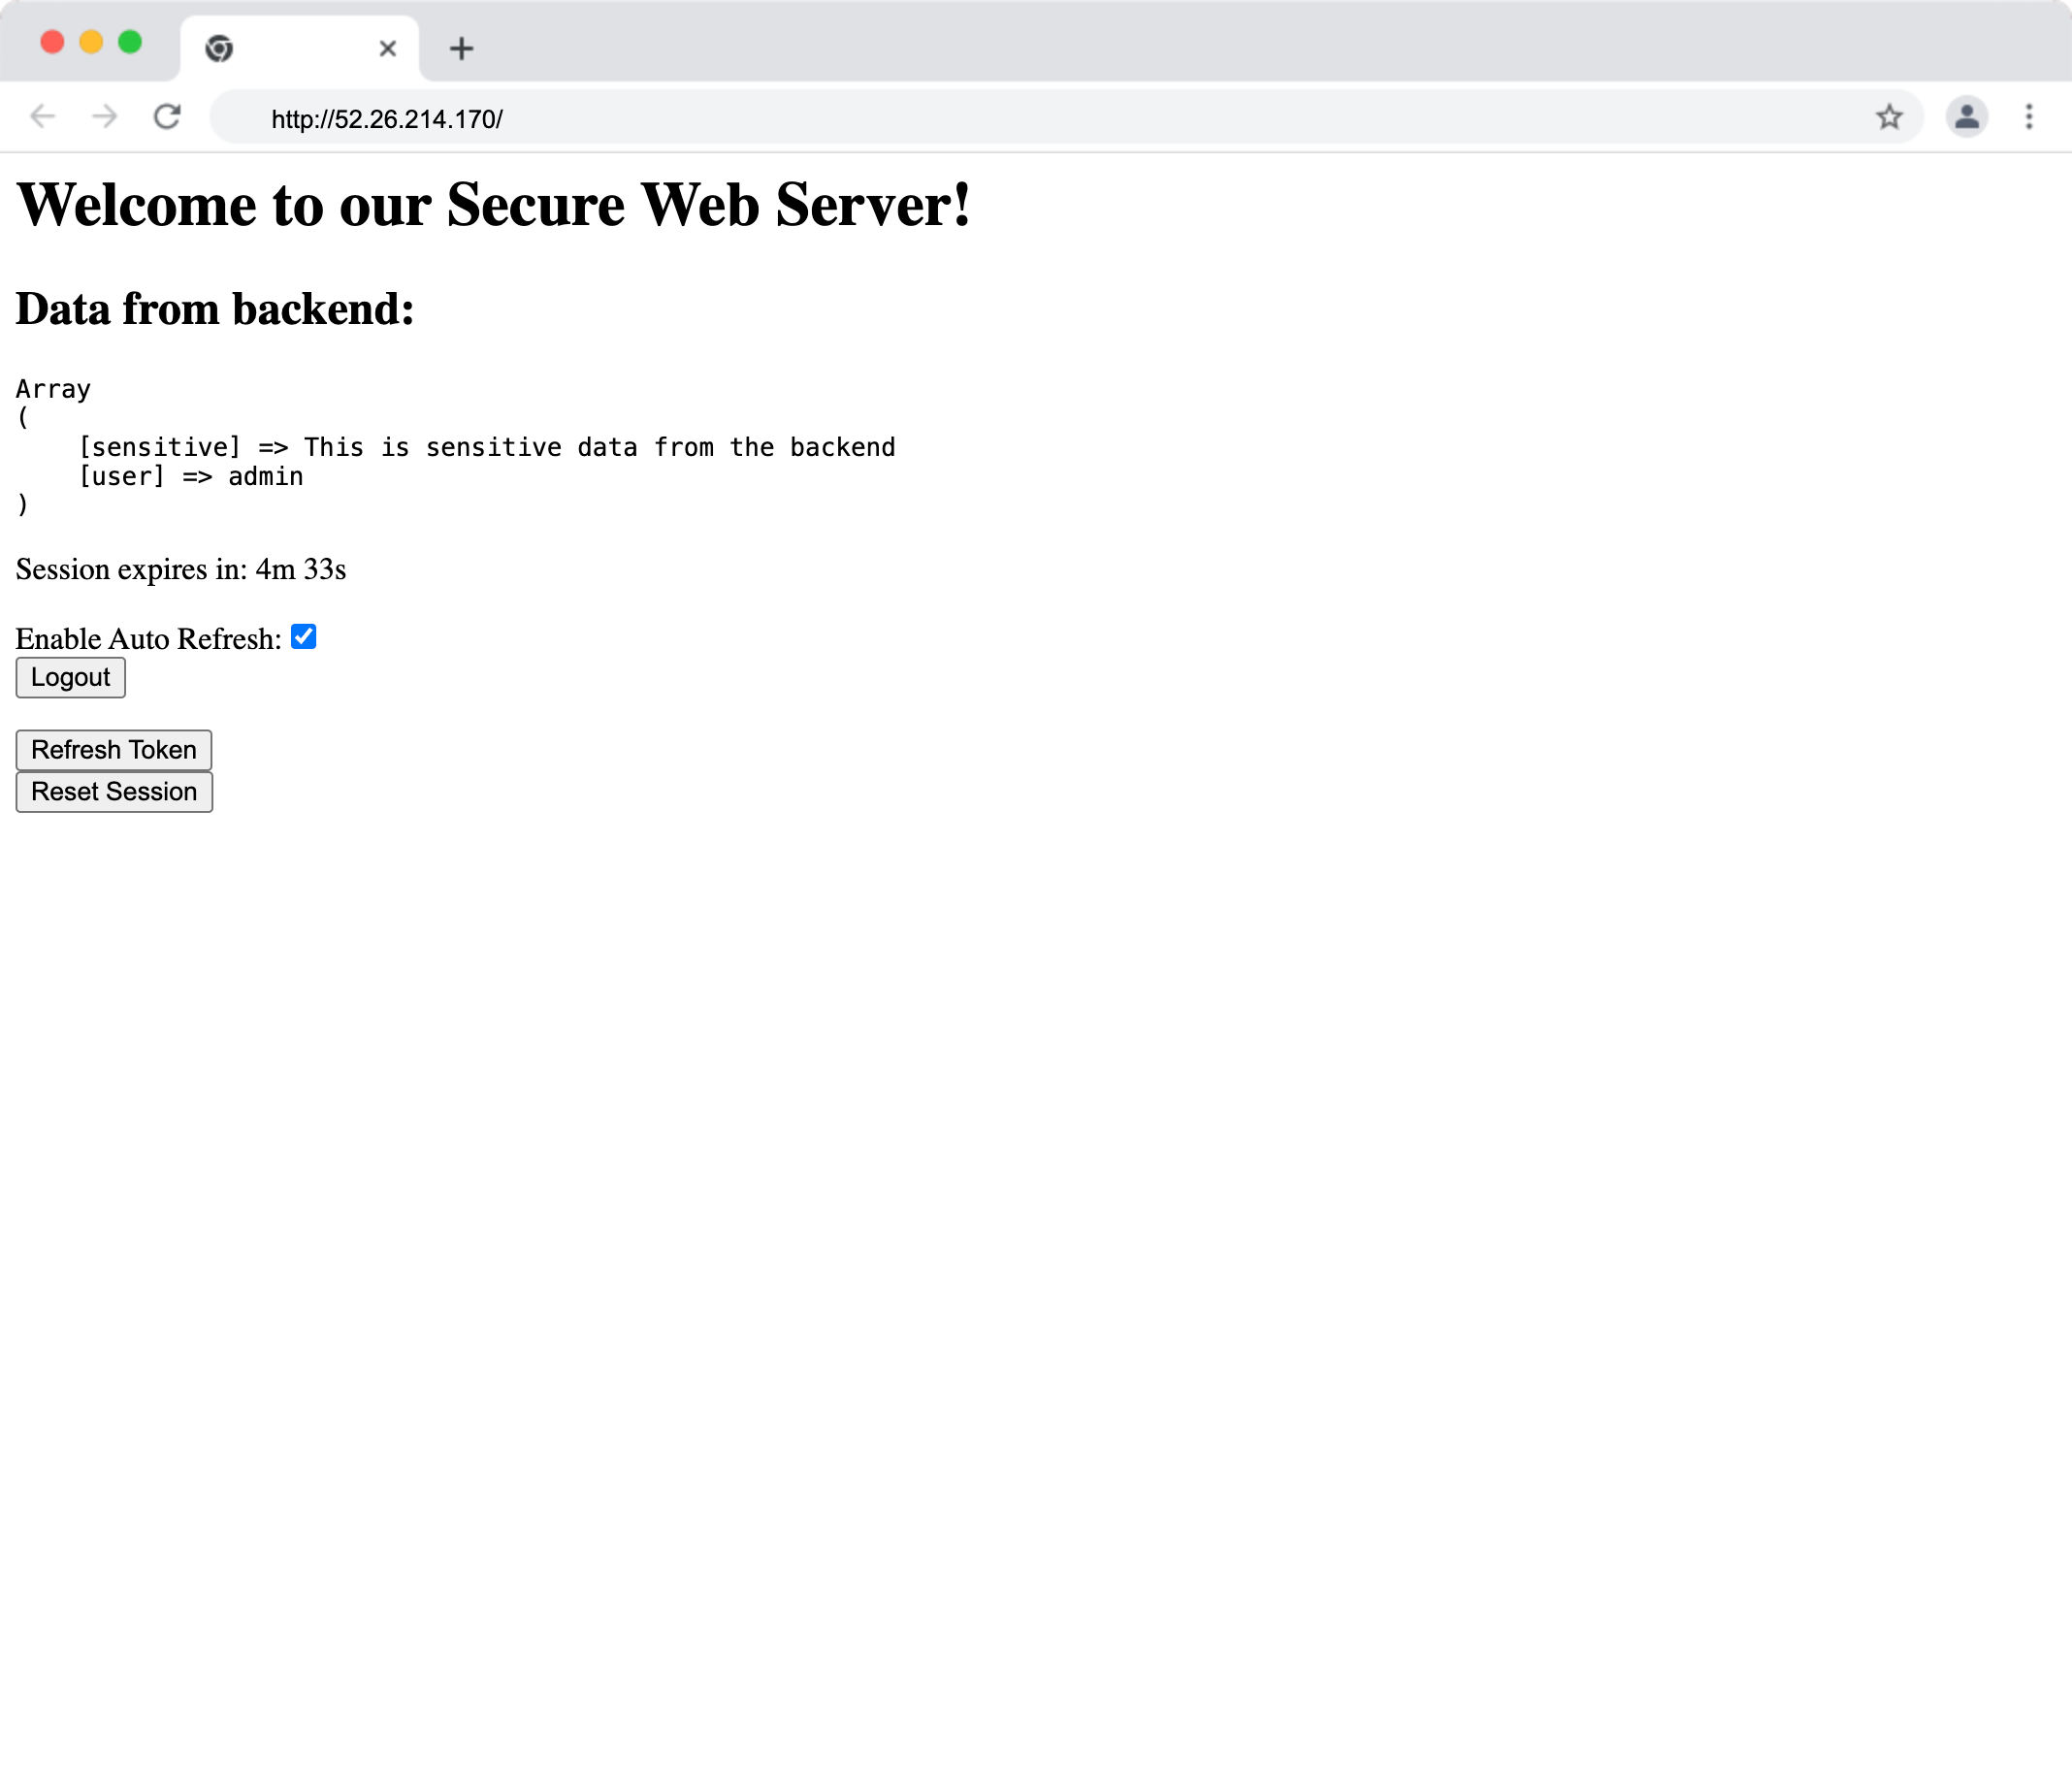 http://52.26.214.170/
Welcome to our Secure Web Server!
Data from backend:
Array
(
    [sensitive] => This is sensitive data from the backend
    [user] => admin
)
Session expires in: 4m 33s
Enable Auto Refresh:
Logout
Refresh Token
Reset Session